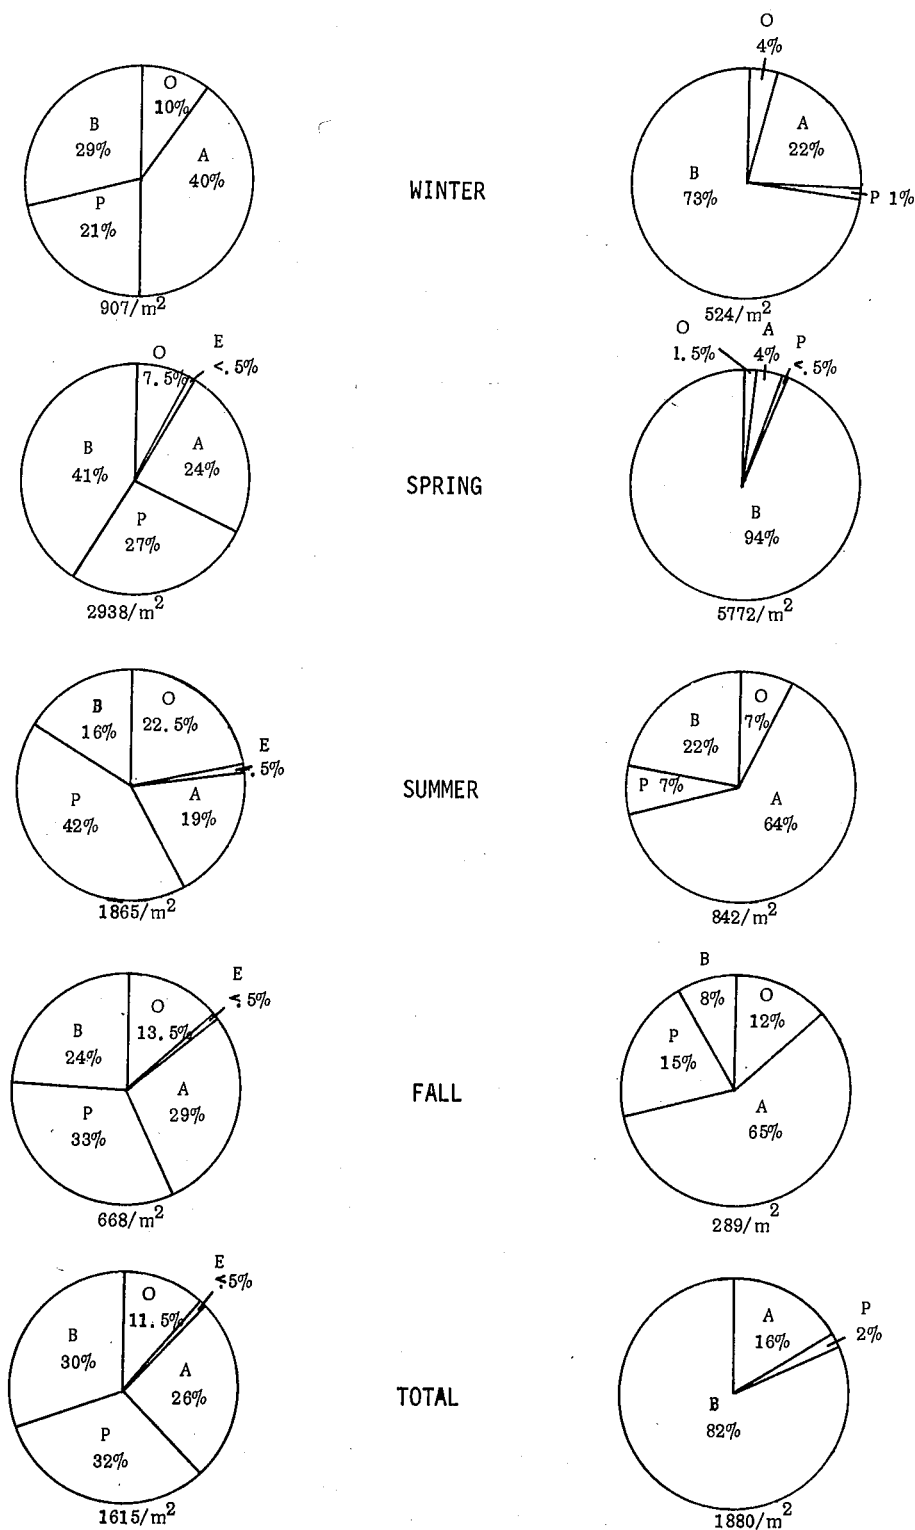 O
10%
A
40%
P
21%
B
29%
907/m2
WINTER
O
4%
A
22%
P 1%
B
73%
524/m2
O
7.5%
E
<.5%
A
24%
P
27%
B
41%
2938/m2
SPRING
O
1.5%
A
4%
P
<.5%
B
94%
5772/m2
O
22.5%
E
.5%
A
19%
P
42%
B
16%
1865/m2
SUMMER
O
7%
A
64%
P 7%
B
22%
842/m2
O
13.5%
E
<.5%
A
29%
P
33%
B
24%
668/m2
FALL
O
12%
A
65%
P
15%
B
8%
289/m2
O
11.5%
E
<.5%
A
26%
P
32%
B
30%
1615/m2
TOTAL
A
16%
P
2%
B
82%
1880/m2